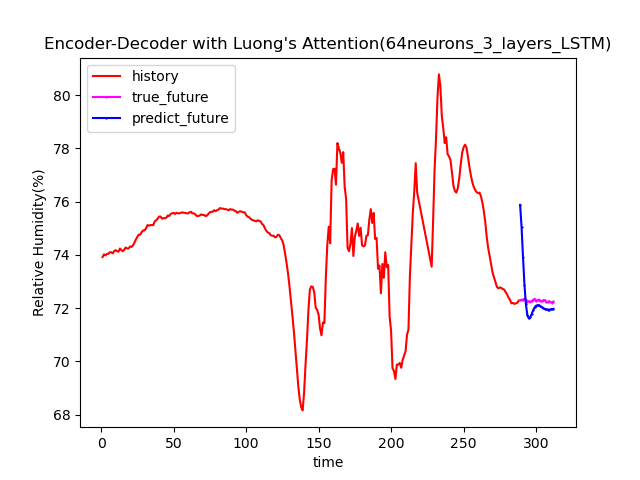 Encoder-Decoder with Luong's Attention(64neurons_3_layers_LSTM)
history
true_future
predict_future
Relative Humidity(%)
80
78
76
74
72
70
68
0 50 100 150 200 250 300
time